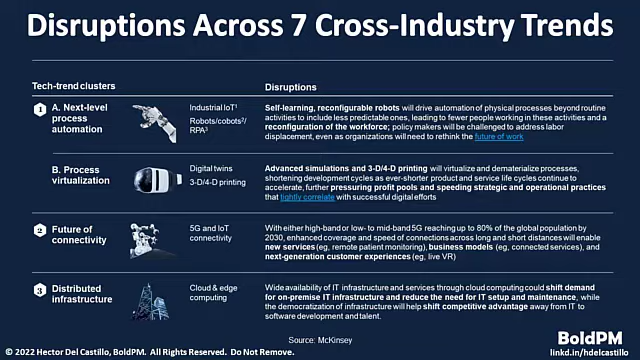 Disruptions Across 7 Cross-Industry Trends
Tech-trend clusters
Disruptions
1
A. Next-level
process
automation
Industrial IoT¹
Robots/cobots²/
RPA³
Self-learning, reconfigurable robots will drive automation of physical processes beyond routine
activities to include less predictable ones, leading to fewer people working in these activities and a
reconfiguration of the workforce; policy makers will be challenged to address labor
displacement, even as organizations will need to rethink the future of work
B. Process
virtualization
Digital twins
3-D/4-D printing
Advanced simulations and 3-D/4-D printing will virtualize and dematerialize processes,
shortening development cycles as ever-shorter product and service life cycles continue to
accelerate, further pressuring profit pools and speeding strategic and operational practices
that tightly correlate with successful digital efforts
2
Future of
connectivity
5G and IoT
connectivity
With either high-band or low- to mid-band 5G reaching up to 80% of the global population by
2030, enhanced coverage and speed of connections across long and short distances will enable
new services (eg, remote patient monitoring), business models (eg, connected services), and
next-generation customer experiences (eg, live VR)
3
Distributed
infrastructure
Cloud & edge
computing
Wide availability of IT infrastructure and services through cloud computing could shift demand
for on-premise IT infrastructure and reduce the need for IT setup and maintenance, while
the democratization of infrastructure will help shift competitive advantage away from IT to
software development and talent.
Source: McKinsey
BoldPM
© 2022 Hector Del Castillo, BoldPM. All Rights Reserved. Do Not Remove.
linkd.in/hdelcastillo